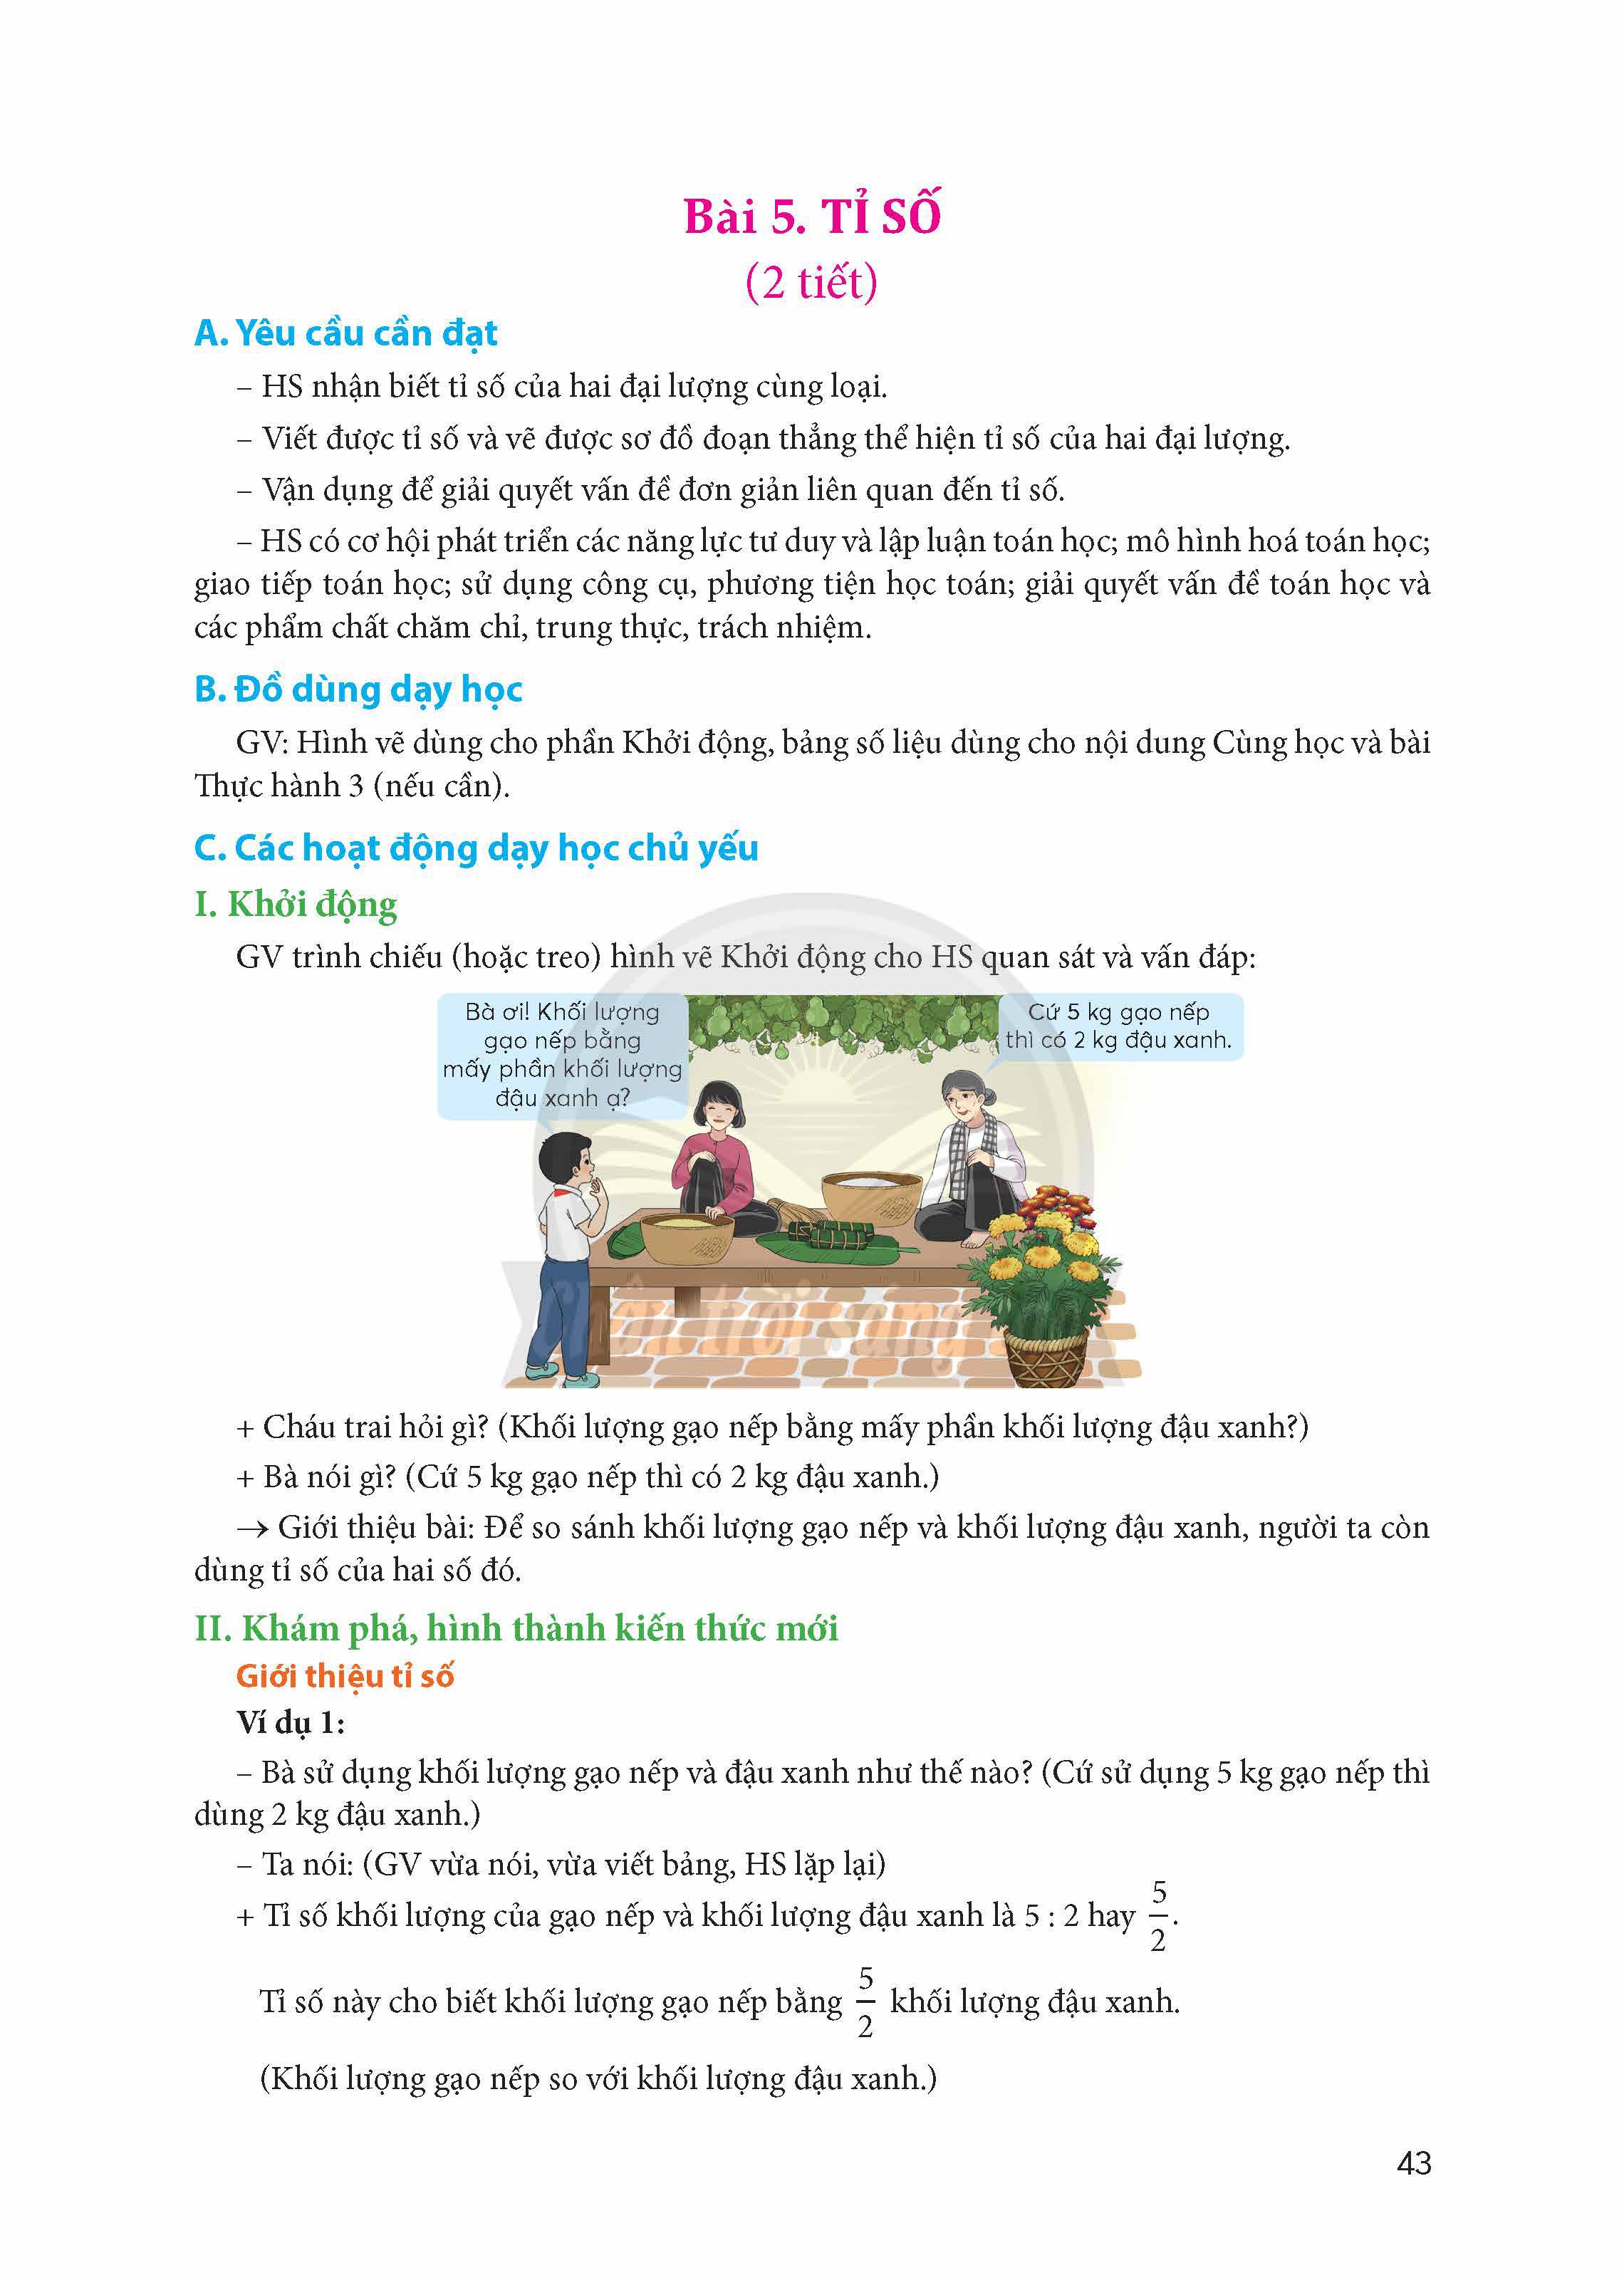 Bài 5. TỈ SỐ
(2 tiết)
A. Yêu cầu cần đạt
– HS nhận biết tỉ số của hai đại lượng cùng loại.
– Viết được tỉ số và vẽ được sơ đồ đoạn thẳng thể hiện tỉ số của hai đại lượng.
– Vận dụng để giải quyết vấn đề đơn giản liên quan đến tỉ số.
– HS có cơ hội phát triển các năng lực tư duy và lập luận toán học; mô hình hoá toán học;
giao tiếp toán học; sử dụng công cụ, phương tiện học toán; giải quyết vấn đề toán học và
các phẩm chất chăm chỉ, trung thực, trách nhiệm.
B. Đồ dùng dạy học
GV: Hình vẽ dùng cho phần Khởi động, bảng số liệu dùng cho nội dung Cùng học và bài
Thực hành 3 (nếu cần).
C. Các hoạt động dạy học chủ yếu
I. Khởi động
GV trình chiếu (hoặc treo) hình vẽ Khởi động cho HS quan sát và vấn đáp:
Bà ơi! Khối lượng
gạo nếp bằng
mấy phần khối lượng
đậu xanh ạ?
Cứ 5 kg gạo nếp
thì có 2 kg đậu xanh.
Chân trời sáng
+ Cháu trai hỏi gì? (Khối lượng gạo nếp bằng mấy phần khối lượng đậu xanh?)
+ Bà nói gì? (Cứ 5 kg gạo nếp thì có 2 kg đậu xanh.)
→ Giới thiệu bài: Để so sánh khối lượng gạo nếp và khối lượng đậu xanh, người ta còn
dùng tỉ số của hai số đó.
II. Khám phá, hình thành kiến thức mới
Giới thiệu tỉ số
Ví dụ 1:
– Bà sử dụng khối lượng gạo nếp và đậu xanh như thế nào? (Cứ sử dụng 5 kg gạo nếp thì
dùng 2 kg đậu xanh.)
– Ta nói: (GV vừa nói, vừa viết bảng, HS lặp lại)
+ Tỉ số khối lượng của gạo nếp và khối lượng đậu xanh là 5 : 2 hay 5/2.
Tỉ số này cho biết khối lượng gạo nếp bằng 5/2 khối lượng đậu xanh.
(Khối lượng gạo nếp so với khối lượng đậu xanh.)
43